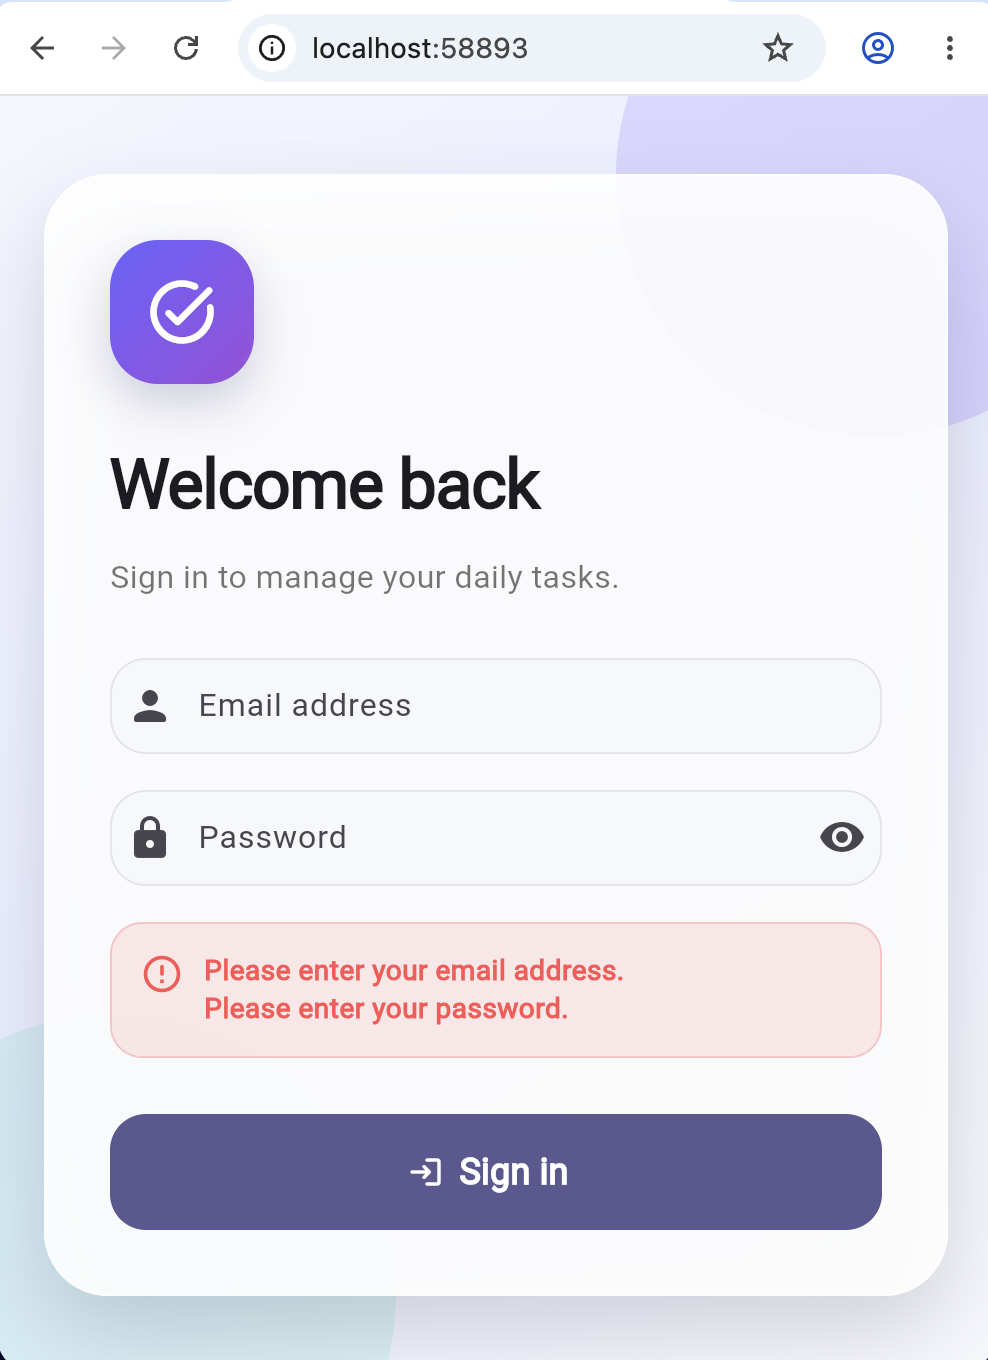 localhost:58893
Welcome back
Sign in to manage your daily tasks.
Email address
Password
Please enter your email address.
Please enter your password.
Sign in